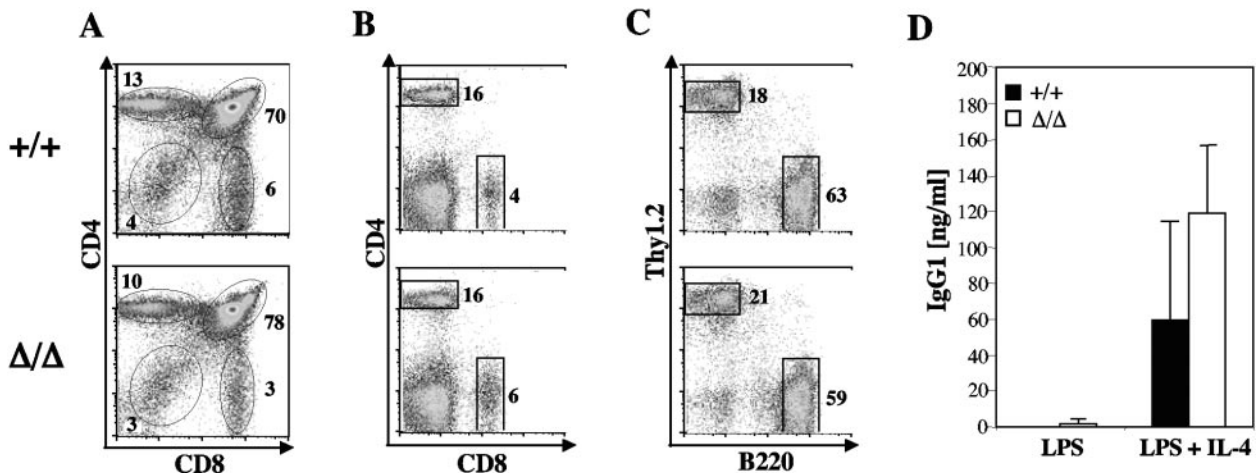 A
B
C
D
+/+
Δ/Δ
CD4
CD8
13
70
6
4
10
78
3
3
CD4
CD8
16
4
16
6
Thy1.2
B220
18
63
21
59
IgG1 [ng/ml]
200
180
160
140
120
100
80
60
40
20
0
+/+
Δ/Δ
LPS
LPS + IL-4